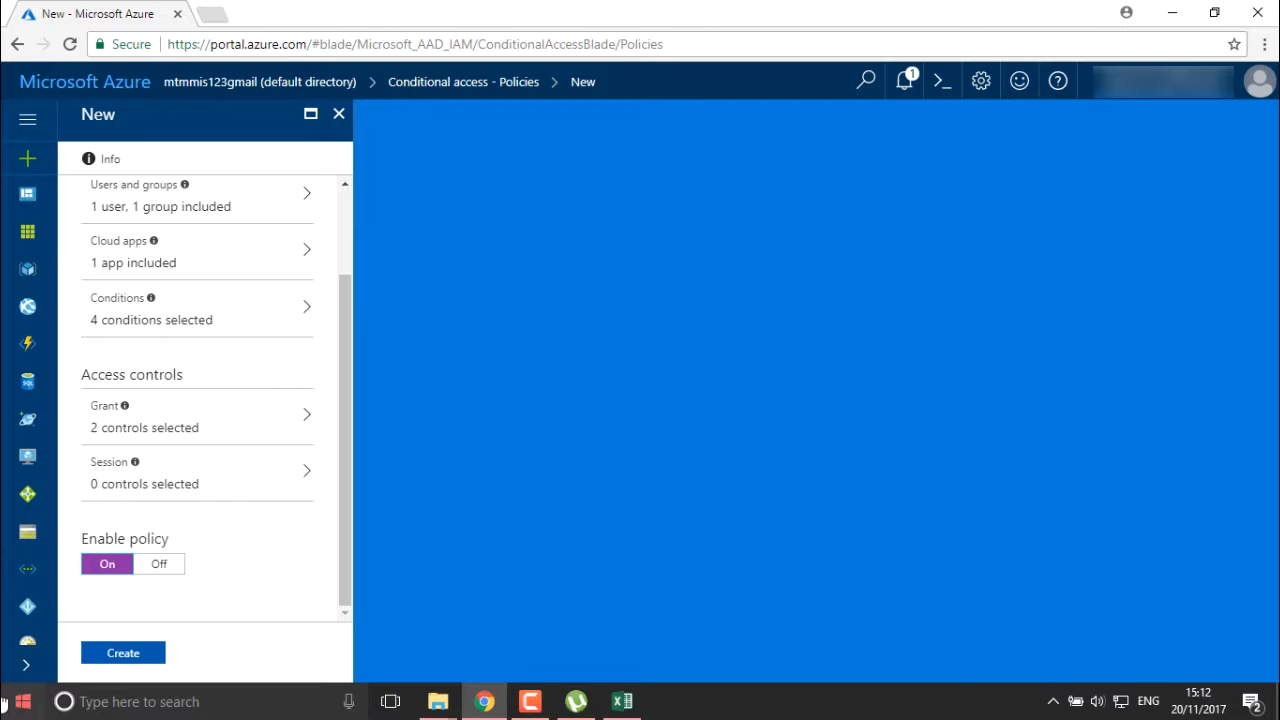 New - Microsoft Azure
Secure
https://portal.azure.com/#blade/Microsoft_AAD_IAM/ConditionalAccessBlade/Policies
Microsoft Azure
mtmmis123gmail (default directory)
Conditional access - Policies
New
1
New
Info
Users and groups
1 user, 1 group included
Cloud apps
1 app included
Conditions
4 conditions selected
Access controls
Grant
2 controls selected
Session
0 controls selected
Enable policy
On
Off
Create
SQL
Type here to search
ENG
15:12
20/11/2017
2